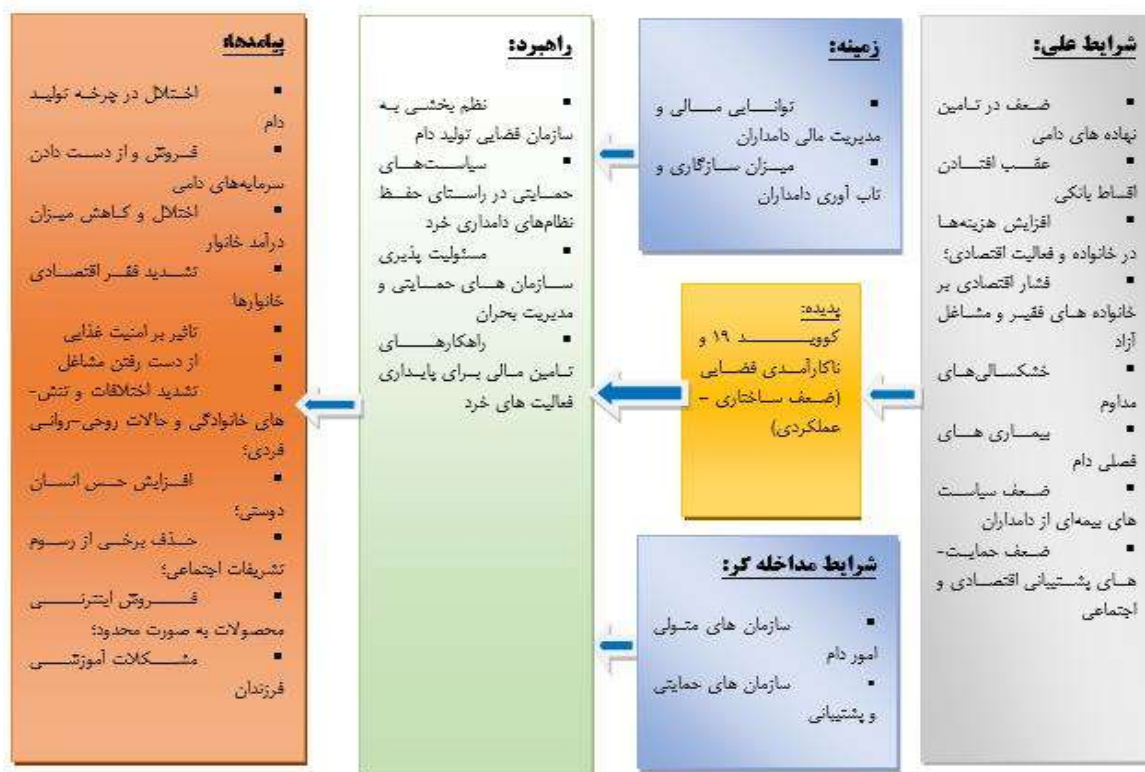 شرایط علی:
▪ ضعف در تامین
نهاده های دامی
▪ عقب افتادن
اقساط بانکی
▪ افزایش هزینه‌ها
در خانواده و فعالیت اقتصادی؛
▪ فشار اقتصادی بر
خانواده های فقیر و مشاغل
آزاد
▪ خشکسالی‌های
مداوم
▪ بیماری های
فصلی دام
▪ ضعف سیاست
های بیمه‌ای از دامداران
▪ ضعف حمایت-
های پشتیبانی اقتصادی و
اجتماعی
زمینه:
▪ توانایی مالی و
مدیریت مالی دامداران
▪ میزان سازگاری و
تاب آوری دامداران
پدیده:
کووید ۱۹ و
ناکارآمدی فضایی
(ضعف ساختاری –
عملکردی)
شرایط مداخله گر:
▪ سازمان های متولی
امور دام
▪ سازمان های حمایتی
و پشتیبانی
راهبرد:
▪ نظم بخشی به
سازمان فضایی تولید دام
▪ سیاست‌های
حمایتی در راستای حفظ
نظام‌های دامداری خرد
▪ مسئولیت پذیری
سازمان های حمایتی و
مدیریت بحران
▪ راهکارهای
تامین مالی برای پایداری
فعالیت های خرد
پیامدها:
▪ اختلال در چرخه تولید
دام
▪ فروش و از دست دادن
سرمایه‌های دامی
▪ اختلال و کاهش میزان
درآمد خانوار
▪ تشدید فقر اقتصادی
خانوارها
▪ تاثیر بر امنیت غذایی
▪ از دست رفتن مشاغل
▪ تشدید اختلافات و تنش-
های خانوادگی و حالات روحی-روانی
فردی؛
▪ افزایش حس انسان
دوستی؛
▪ حذف برخی از رسوم
تشریفات اجتماعی؛
▪ فروش اینترنتی
محصولات به صورت محدود؛
▪ مشکلات آموزشی
فرزندان